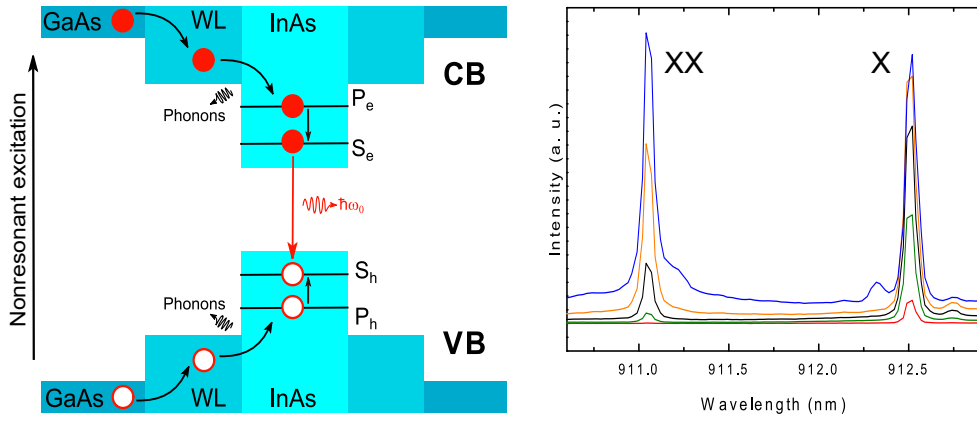 GaAs WL InAs
CB
Phonons
Pₑ
Sₑ
Nonresonant excitation
ħω₀
Sₕ
Phonons
Pₕ
VB
GaAs WL InAs
XX X
Intensity (a. u.)
911.0 911.5 912.0 912.5
Wavelength (nm)